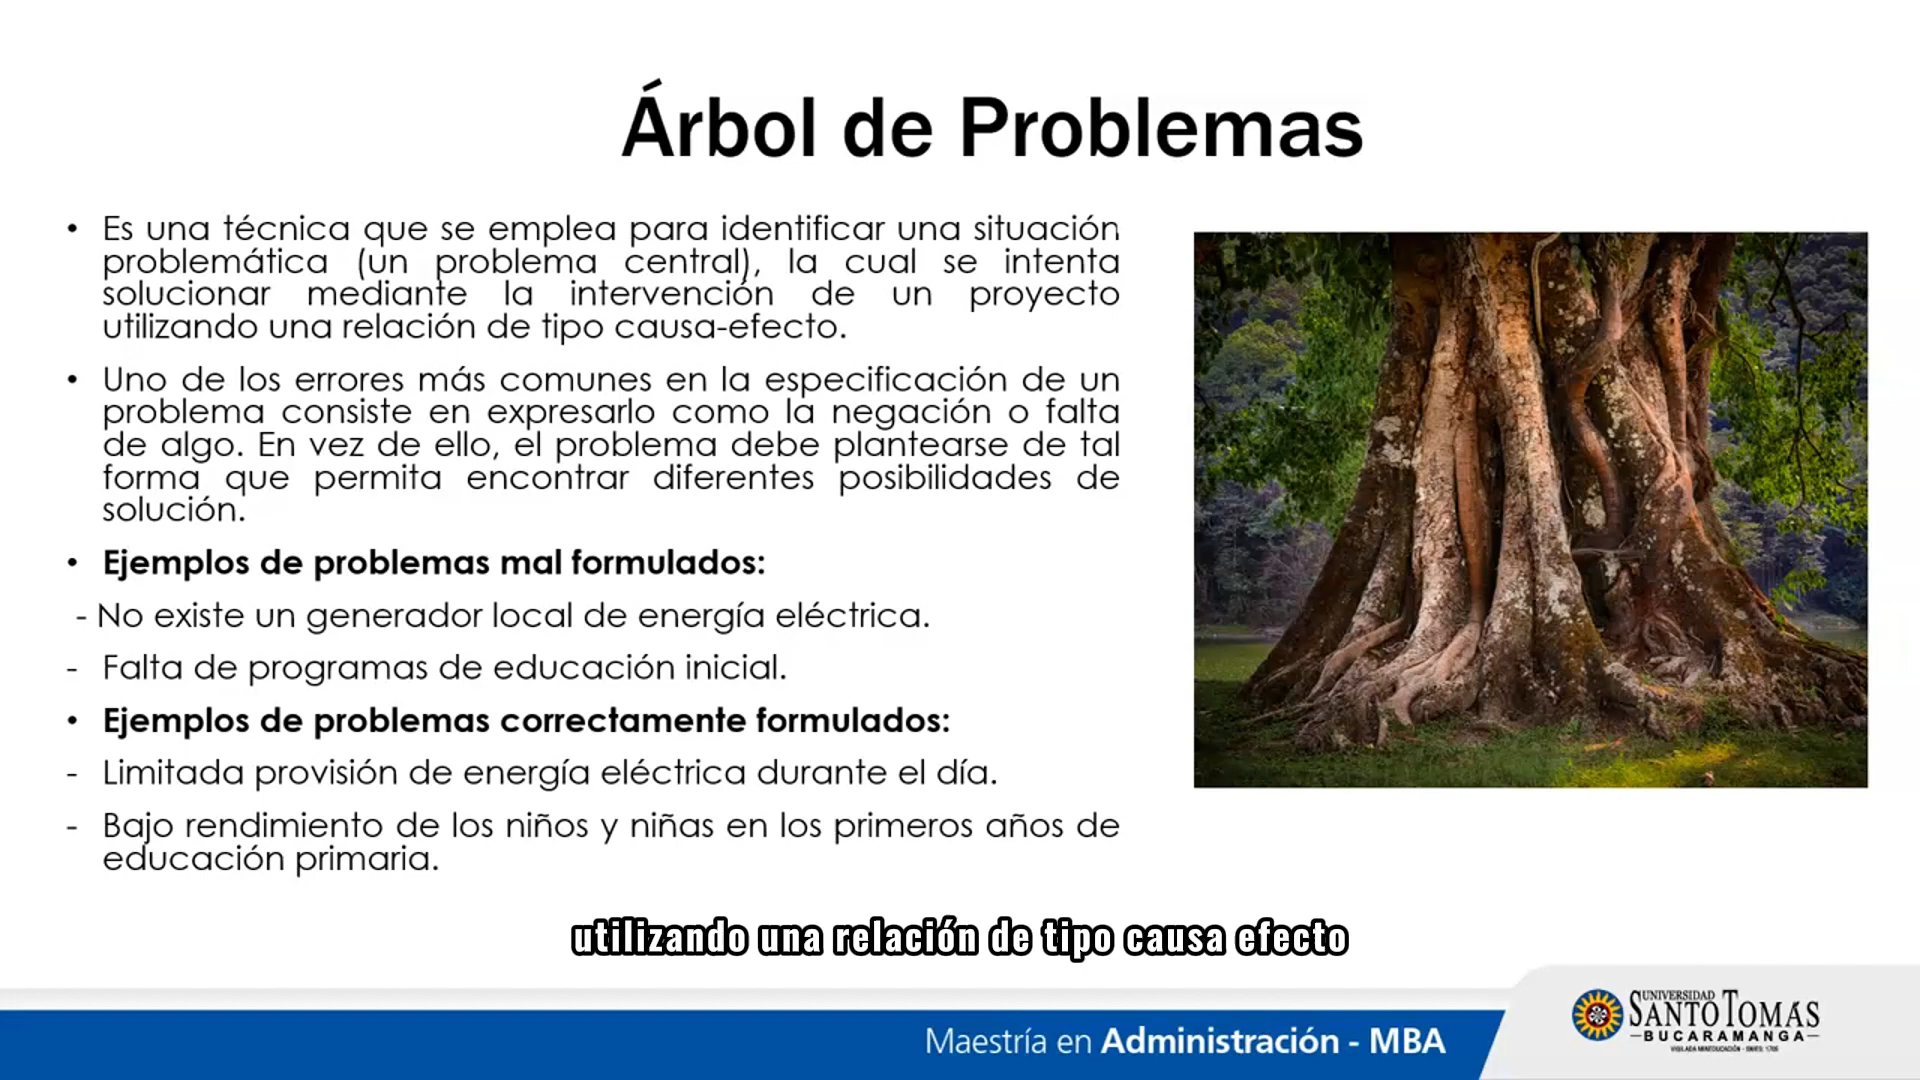 Árbol de Problemas
• Es una técnica que se emplea para identificar una situación
problemática (un problema central), la cual se intenta
solucionar mediante la intervención de un proyecto
utilizando una relación de tipo causa-efecto.
• Uno de los errores más comunes en la especificación de un
problema consiste en expresarlo como la negación o falta
de algo. En vez de ello, el problema debe plantearse de tal
forma que permita encontrar diferentes posibilidades de
solución.
• Ejemplos de problemas mal formulados:
- No existe un generador local de energía eléctrica.
- Falta de programas de educación inicial.
• Ejemplos de problemas correctamente formulados:
- Limitada provisión de energía eléctrica durante el día.
- Bajo rendimiento de los niños y niñas en los primeros años de
educación primaria.
utilizando una relación de tipo causa efecto
Maestría en Administración - MBA
UNIVERSIDAD
SANTO TOMÁS
BUCARAMANGA
VIGILADA MINEDUCACIÓN - SNIES: 1705